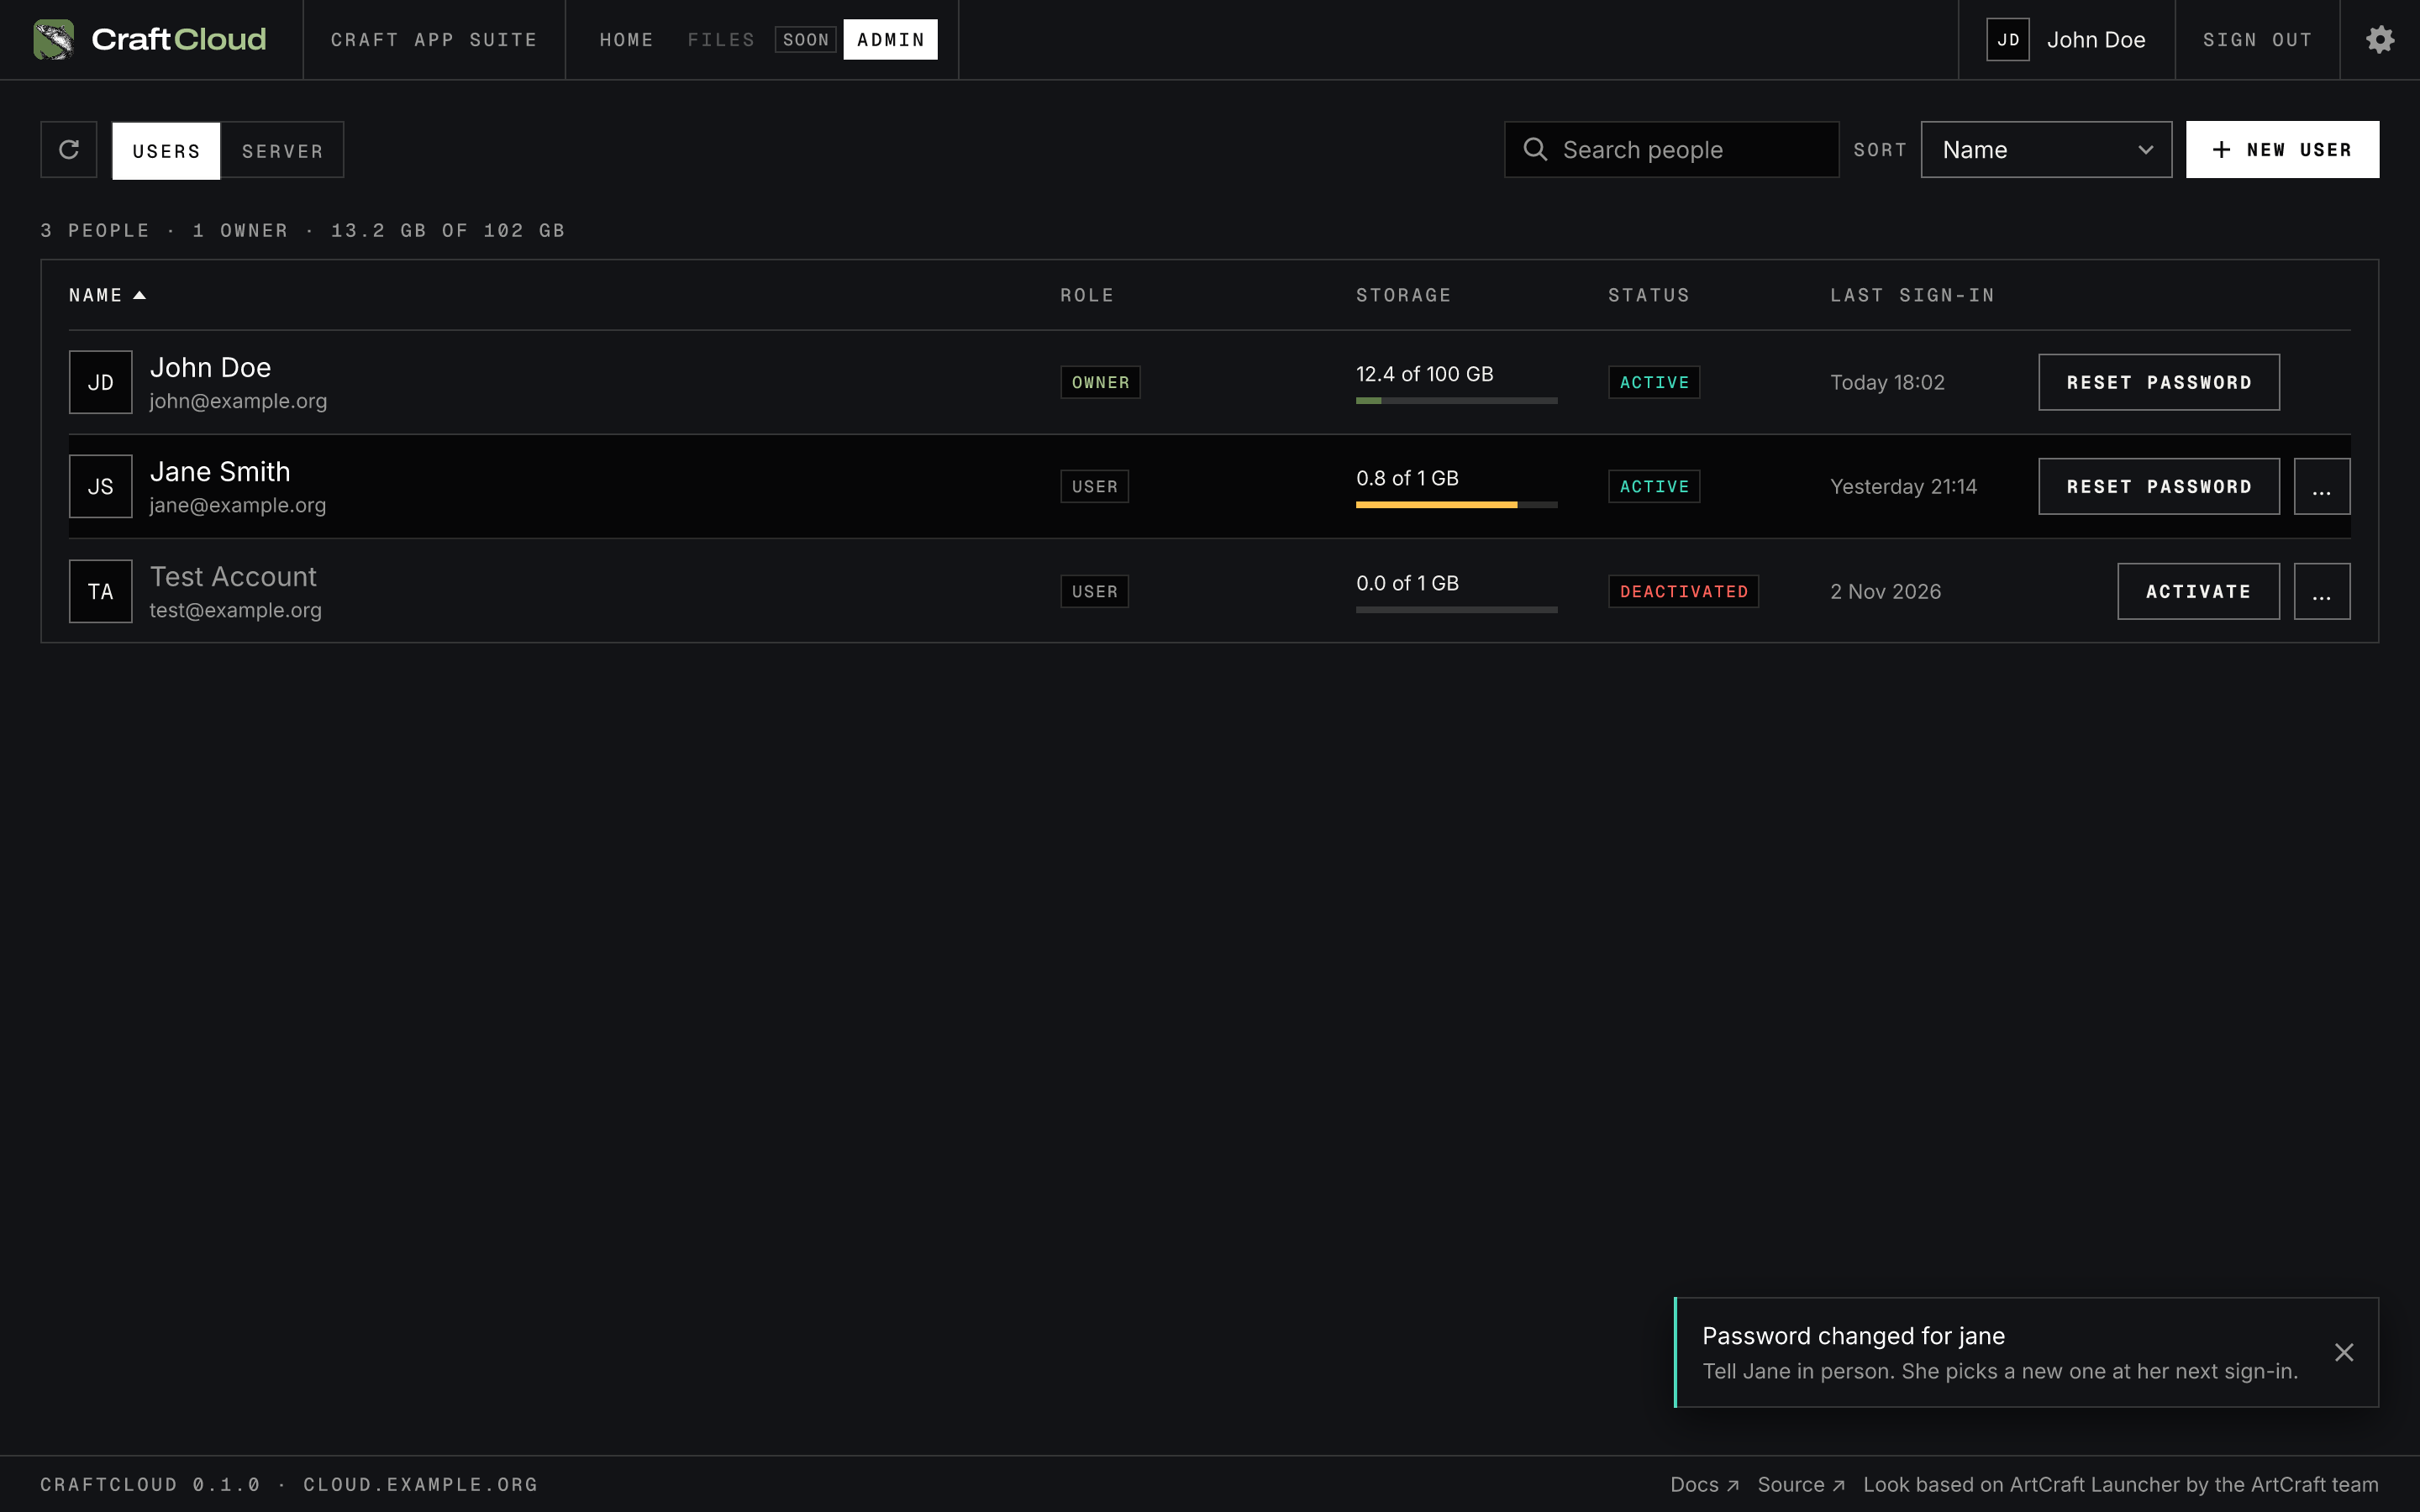 CraftCloud CRAFT APP SUITE HOME FILES SOON ADMIN JD John Doe SIGN OUT
USERS SERVER Search people SORT Name + NEW USER
3 PEOPLE · 1 OWNER · 13.2 GB OF 102 GB
NAME ROLE STORAGE STATUS LAST SIGN-IN
JD John Doe OWNER 12.4 of 100 GB ACTIVE Today 18:02 RESET PASSWORD
john@example.org
JS Jane Smith USER 0.8 of 1 GB ACTIVE Yesterday 21:14 RESET PASSWORD ...
jane@example.org
TA Test Account USER 0.0 of 1 GB DEACTIVATED 2 Nov 2026 ACTIVATE ...
test@example.org
Password changed for jane
Tell Jane in person. She picks a new one at her next sign-in.
CRAFTCLOUD 0.1.0 · CLOUD.EXAMPLE.ORG Docs ↗ Source ↗ Look based on ArtCraft Launcher by the ArtCraft team